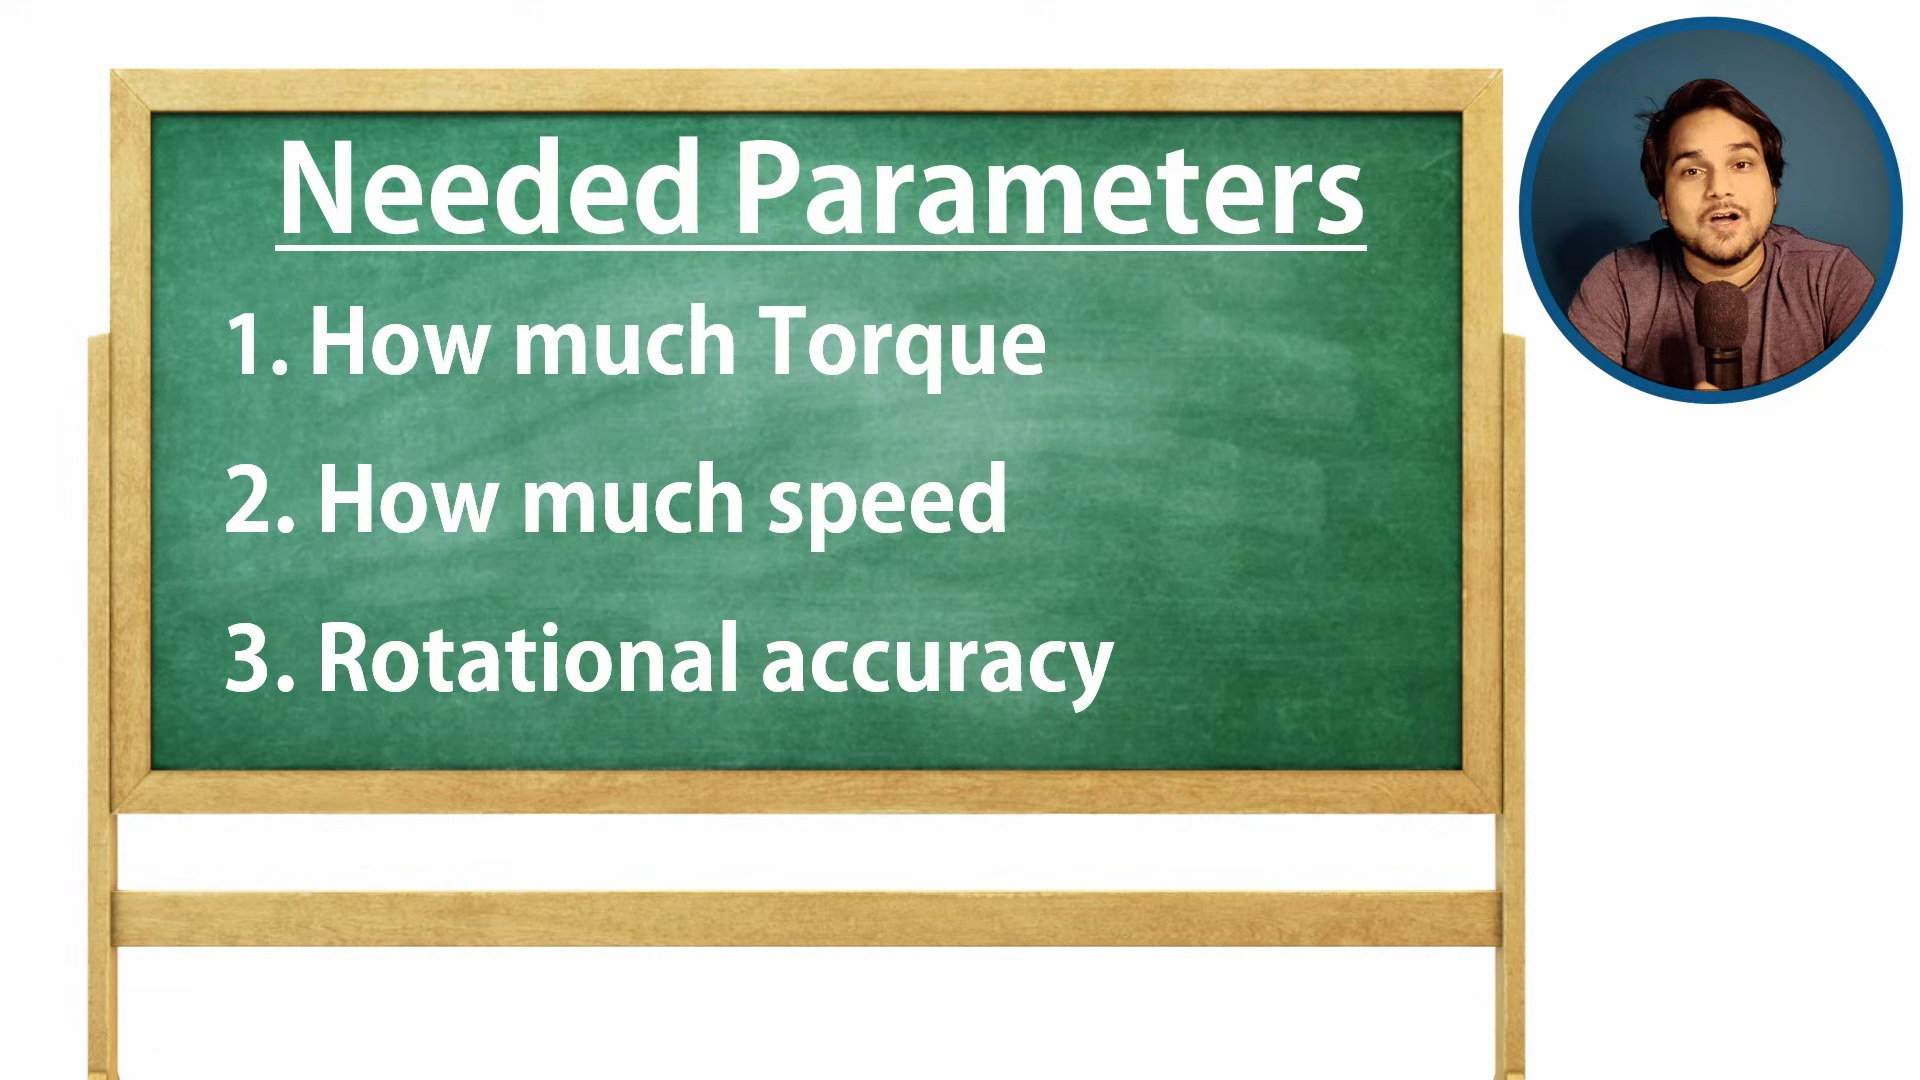 Needed Parameters
1. How much Torque
2. How much speed
3. Rotational accuracy